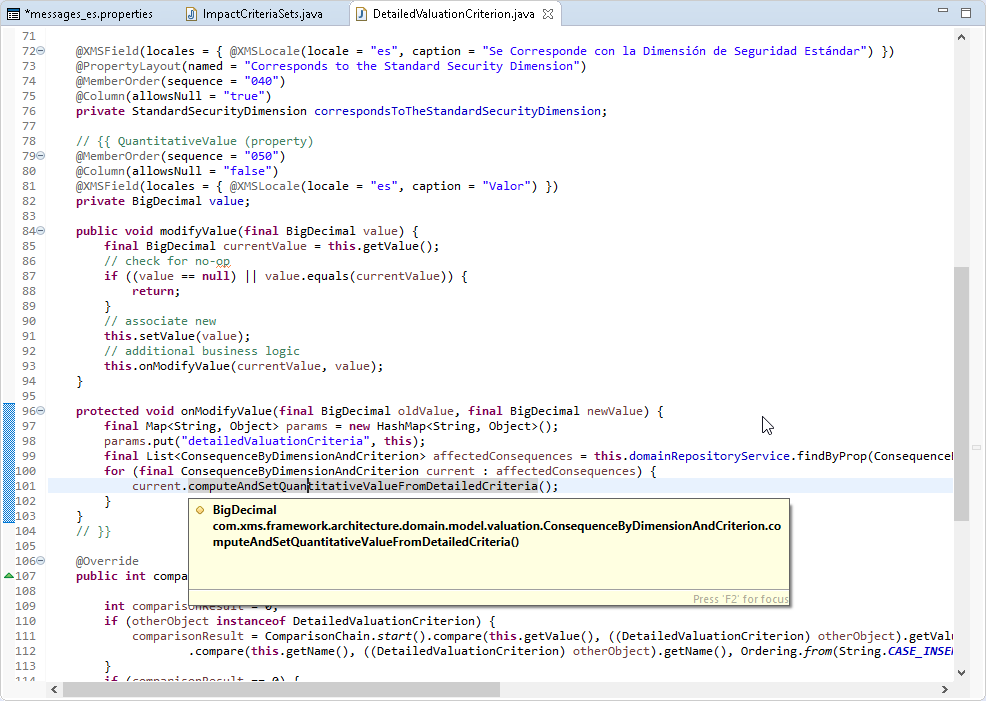 *messages_es.properties ImpactCriteriaSets.java DetailedValuationCriterion.java
71
72 @XMSField(locales = { @XMSLocale(locale = "es", caption = "Se Corresponde con la Dimensión de Seguridad Estándar") })
73 @PropertyLayout(named = "Corresponds to the Standard Security Dimension")
74 @MemberOrder(sequence = "040")
75 @Column(allowsNull = "true")
76 private StandardSecurityDimension correspondsToTheStandardSecurityDimension;
77
78 // {{ QuantitativeValue (property)
79 @MemberOrder(sequence = "050")
80 @Column(allowsNull = "false")
81 @XMSField(locales = { @XMSLocale(locale = "es", caption = "Valor") })
82 private BigDecimal value;
83
84 public void modifyValue(final BigDecimal value) {
85 final BigDecimal currentValue = this.getValue();
86 // check for no-op
87 if ((value == null) || value.equals(currentValue)) {
88 return;
89 }
90 // associate new
91 this.setValue(value);
92 // additional business logic
93 this.onModifyValue(currentValue, value);
94 }
95
96 protected void onModifyValue(final BigDecimal oldValue, final BigDecimal newValue) {
97 final Map<String, Object> params = new HashMap<String, Object>();
98 params.put("detailedValuationCriteria", this);
99 final List<ConsequenceByDimensionAndCriterion> affectedConsequences = this.domainRepositoryService.findByProp(Consequence
100 for (final ConsequenceByDimensionAndCriterion current : affectedConsequences) {
101 current.computeAndSetQuantitativeValueFromDetailedCriteria();
102 }
103 }
104 // }}
105
BigDecimal
com.xms.framework.architecture.domain.model.valuation.ConsequenceByDimensionAndCriterion.co
mputeAndSetQuantitativeValueFromDetailedCriteria()
Press 'F2' for focus
106 @Override
107 public int compa
108
109 int comparisonResult = 0;
110 if (otherObject instanceof DetailedValuationCriterion) {
111 comparisonResult = ComparisonChain.start().compare(this.getValue(), ((DetailedValuationCriterion) otherObject).getValu
112 .compare(this.getName(), ((DetailedValuationCriterion) otherObject).getName(), Ordering.from(String.CASE_INSE
113 }
114 if (comparisonResult == 0) {